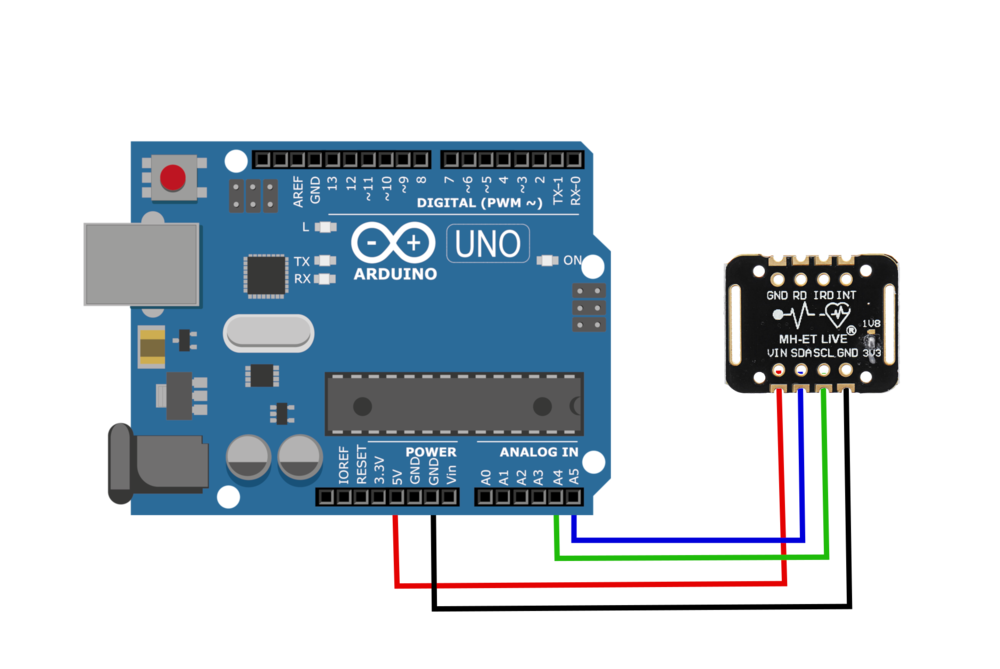 AREF
GND
13
12
~11
~10
~9
8
7
~6
~5
4
~3
2
TX-1
RX-0
DIGITAL (PWM ~)
L
TX
RX
- +
UNO
ARDUINO
ON
POWER
ANALOG IN
IOREF
RESET
3.3V
5V
GND
GND
Vin
A0
A1
A2
A3
A4
A5
GND RD IRD INT
®
1V8
MH-ET LIVE
VIN SDA SCL GND 3V3